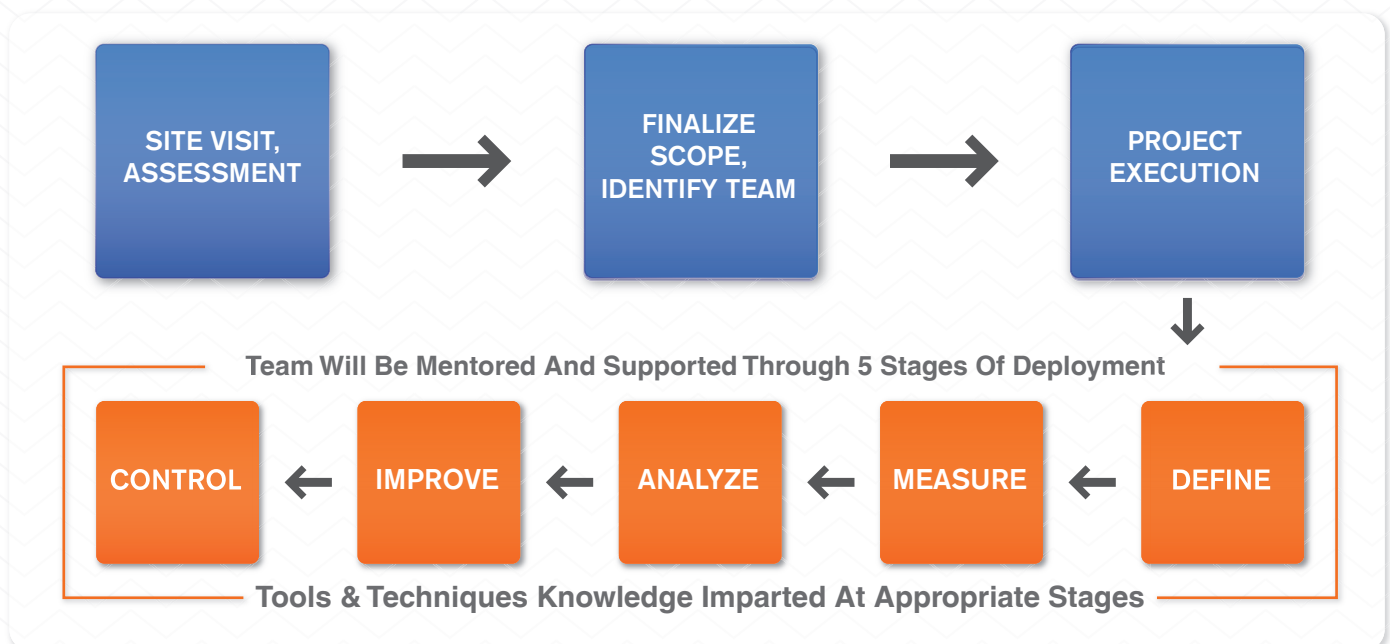 SITE VISIT,
ASSESSMENT
FINALIZE
SCOPE,
IDENTIFY TEAM
PROJECT
EXECUTION
Team Will Be Mentored And Supported Through 5 Stages Of Deployment
CONTROL
IMPROVE
ANALYZE
MEASURE
DEFINE
Tools & Techniques Knowledge Imparted At Appropriate Stages